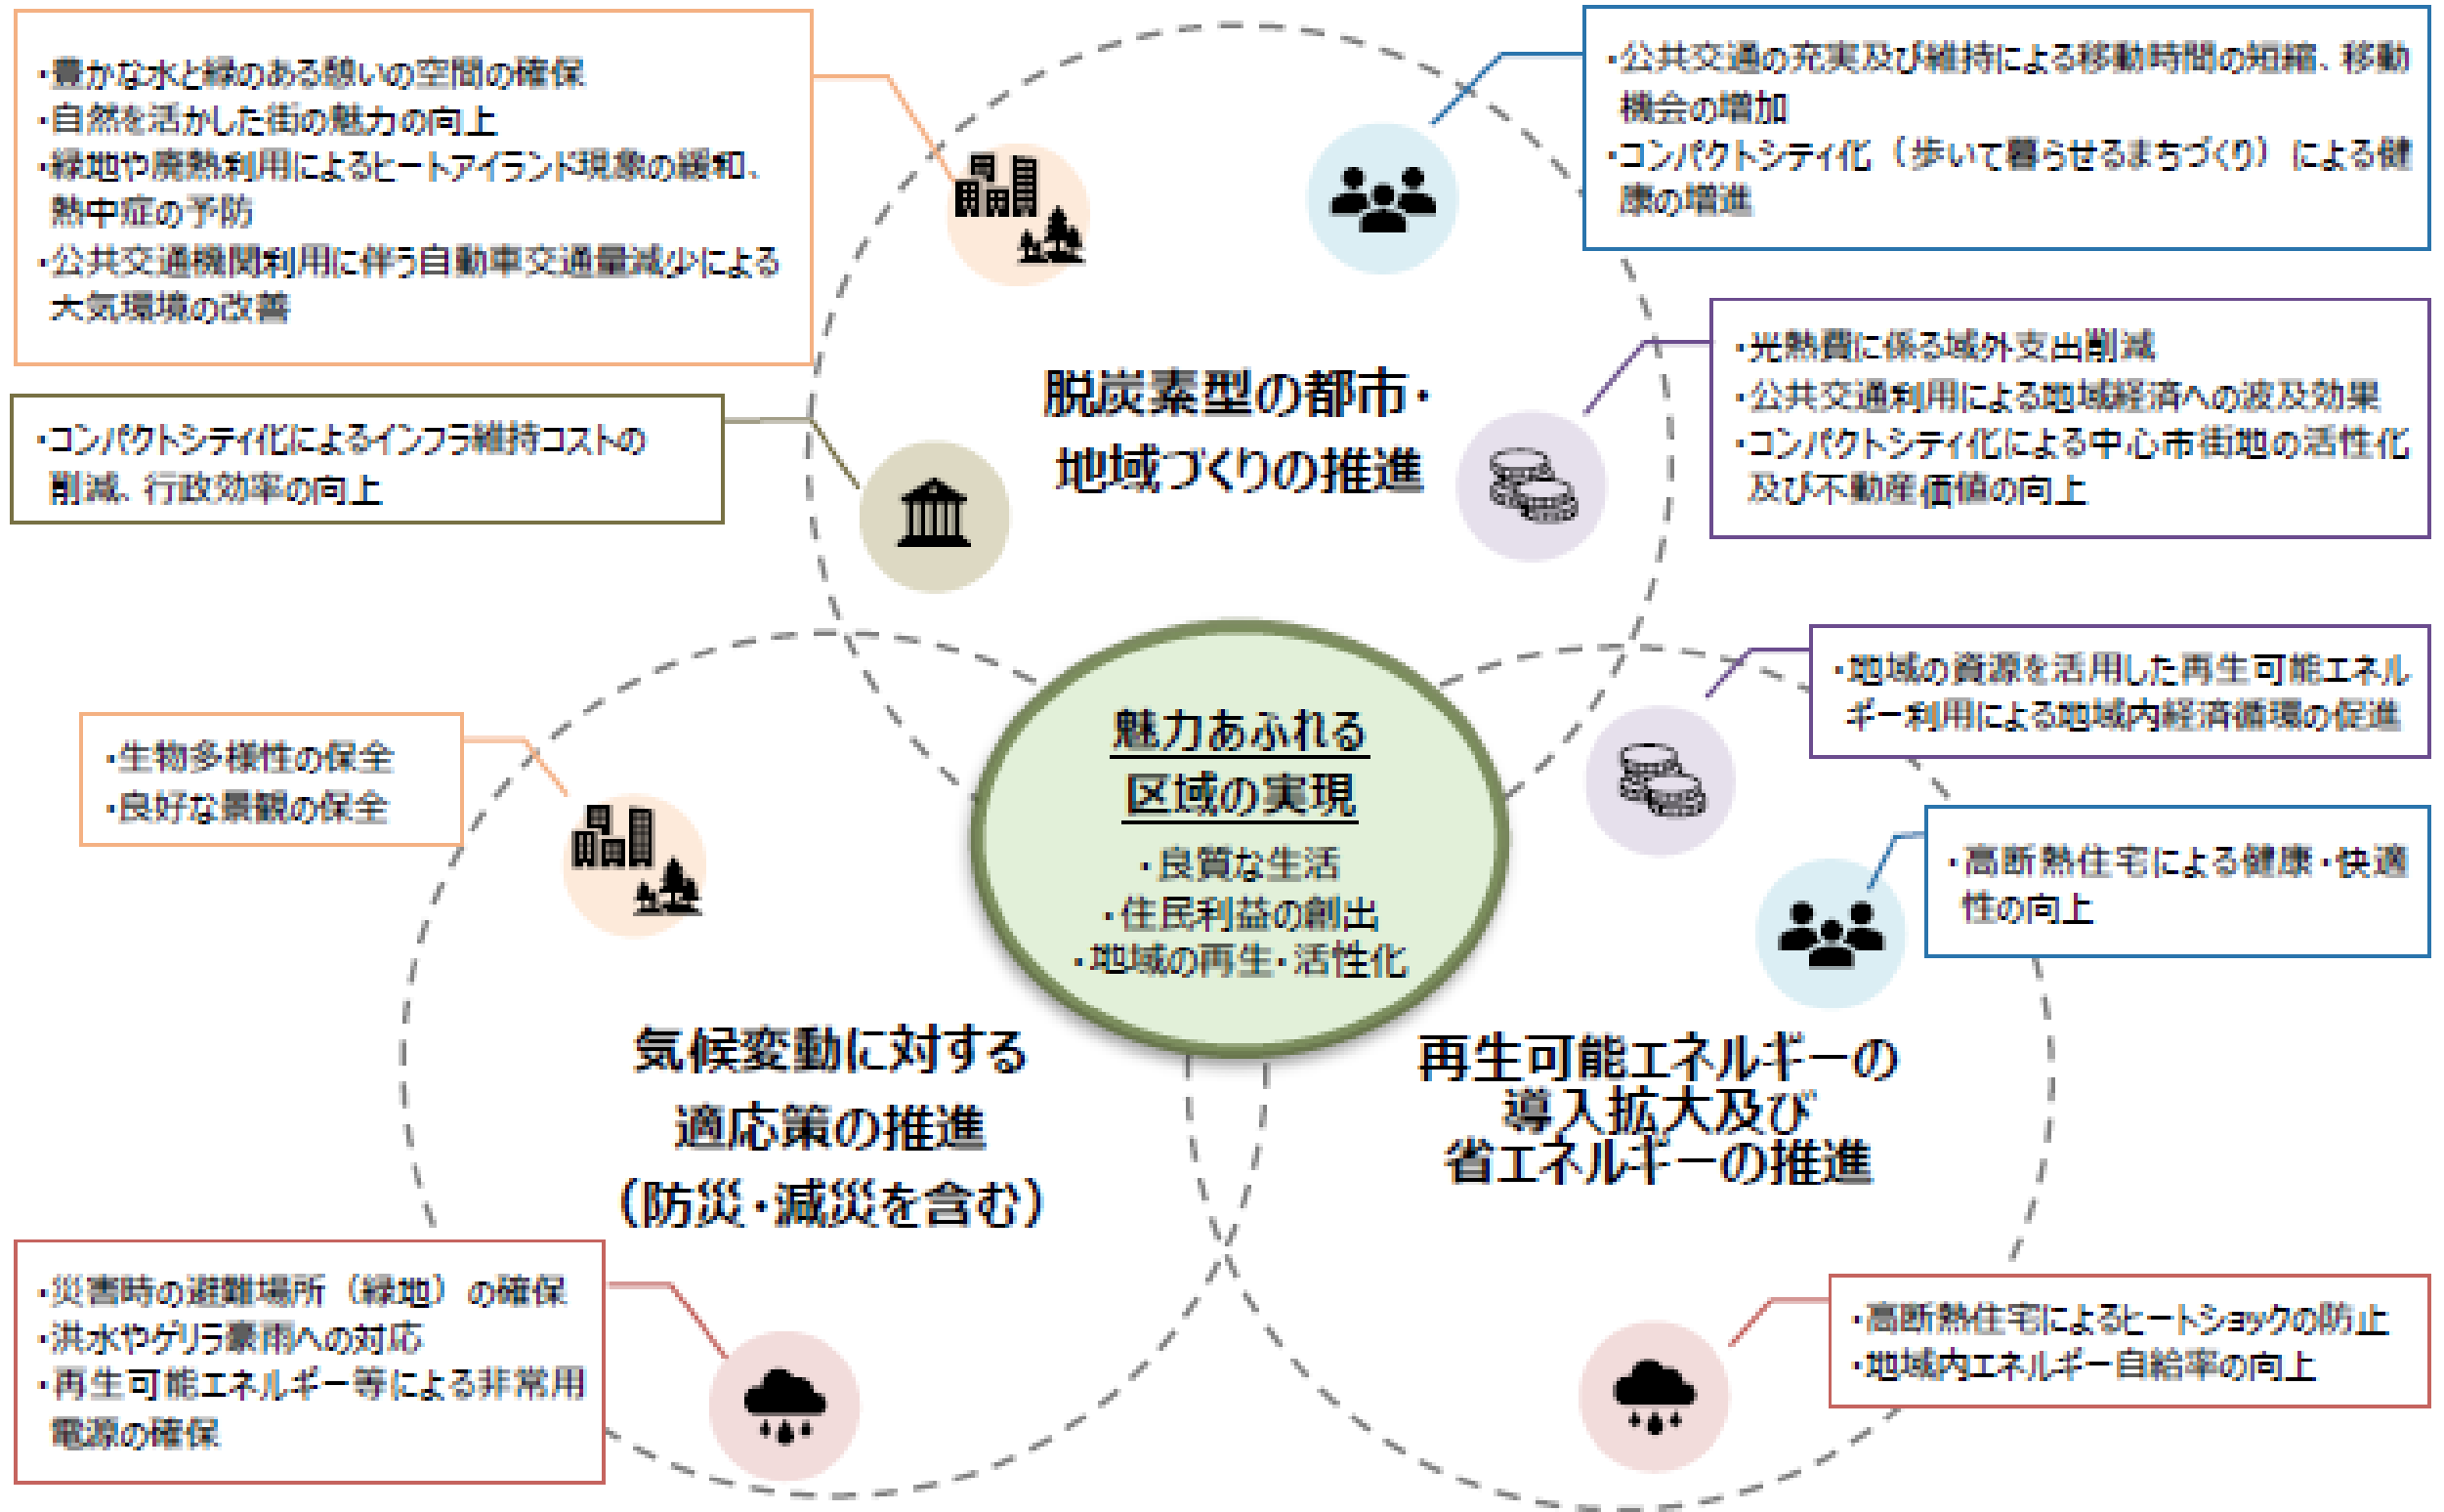 ・豊かな水と緑のある憩いの空間の確保
・自然を活かした街の魅力の向上
・緑地や廃熱利用によるヒートアイランド現象の緩和、
熱中症の予防
・公共交通機関利用に伴う自動車交通量減少による
大気環境の改善
・公共交通の充実及び維持による移動時間の短縮、移動
機会の増加
・コンパクトシティ化（歩いて暮らせるまちづくり）による健
康の増進
・コンパクトシティ化によるインフラ維持コストの
削減、行政効率の向上
脱炭素型の都市・
地域づくりの推進
・光熱費に係る域外支出削減
・公共交通利用による地域経済への波及効果
・コンパクトシティ化による中心市街地の活性化
及び不動産価値の向上
・生物多様性の保全
・良好な景観の保全
魅力あふれる
区域の実現
・良質な生活
・住民利益の創出
・地域の再生・活性化
・地域の資源を活用した再生可能エネル
ギー利用による地域内経済循環の促進
・高断熱住宅による健康・快適
性の向上
気候変動に対する
適応策の推進
（防災・減災を含む）
再生可能エネルギーの
導入拡大及び
省エネルギーの推進
・災害時の避難場所（緑地）の確保
・洪水やゲリラ豪雨への対応
・再生可能エネルギー等による非常用
電源の確保
・高断熱住宅によるヒートショックの防止
・地域内エネルギー自給率の向上